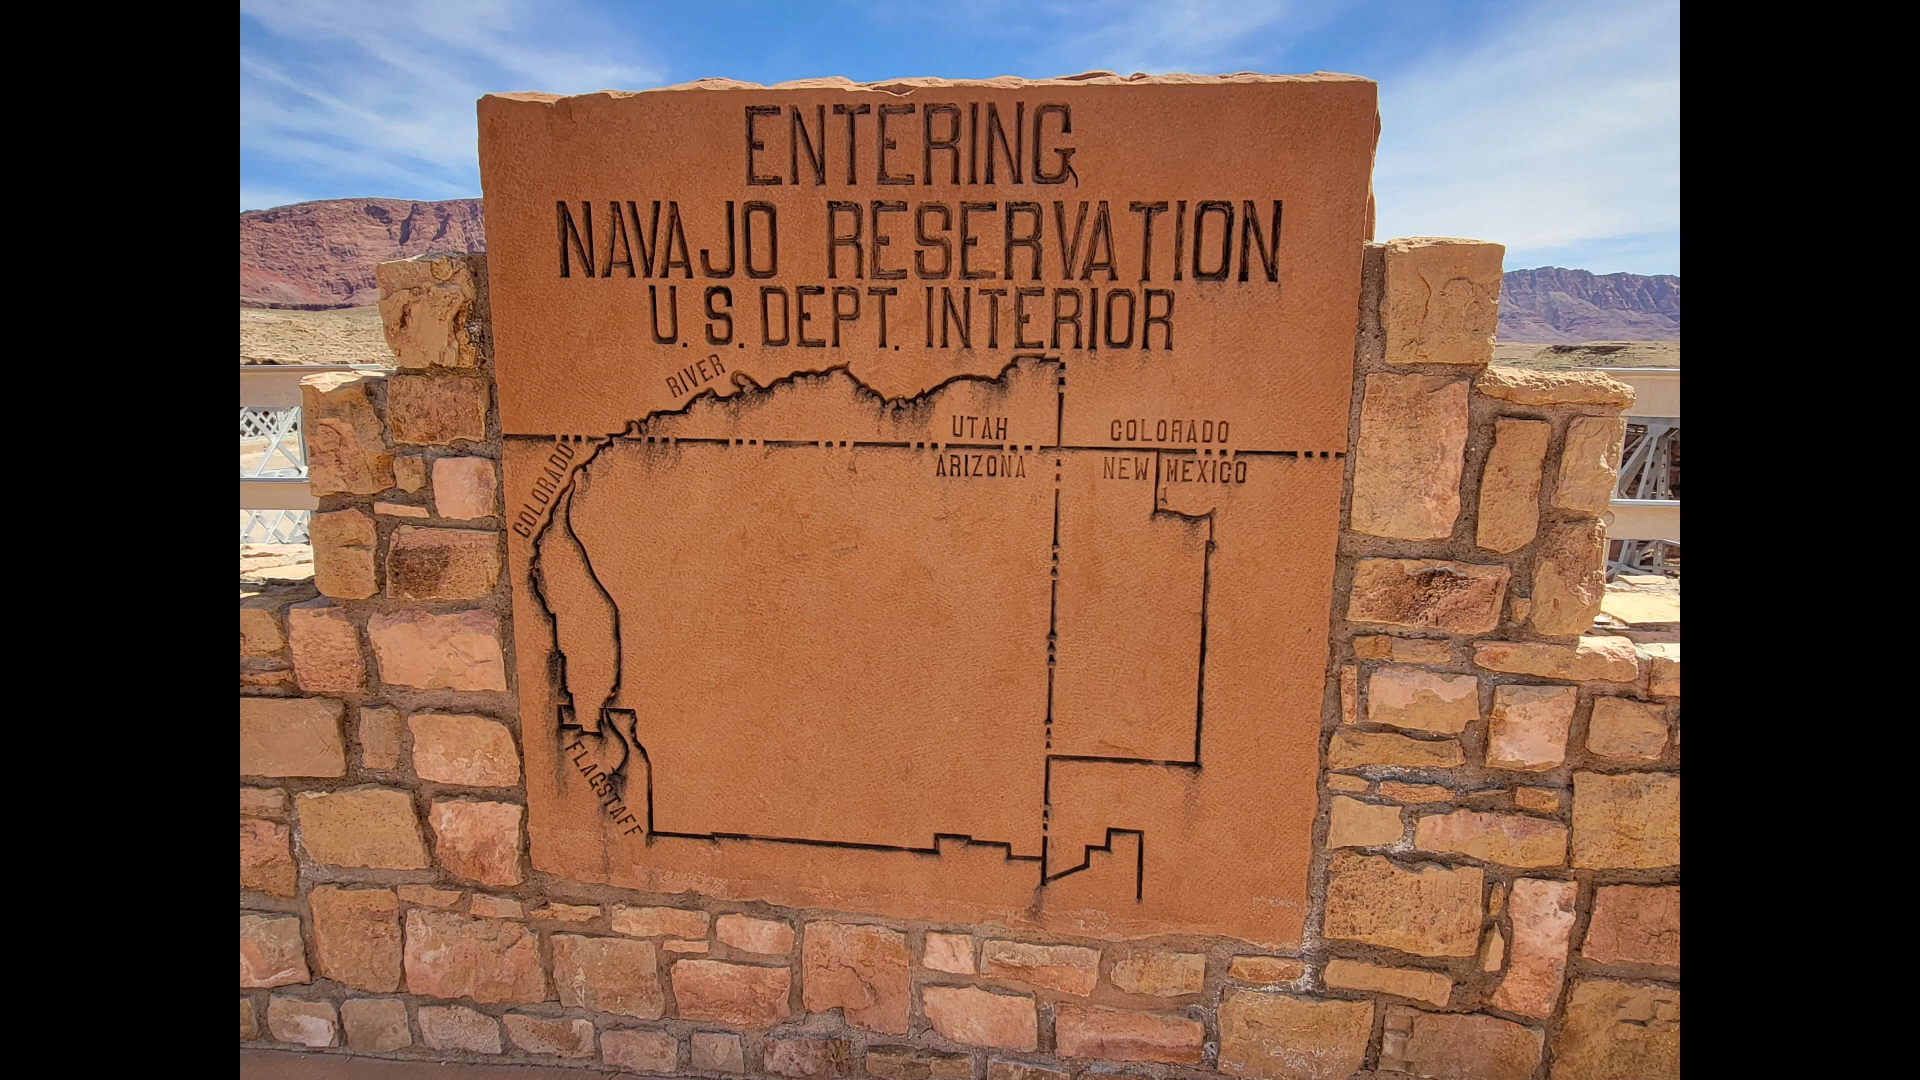 ENTERING
NAVAJO RESERVATION
U.S. DEPT. INTERIOR
COLORADO RIVER
UTAH
COLORADO
ARIZONA
NEW MEXICO
FLAGSTAFF